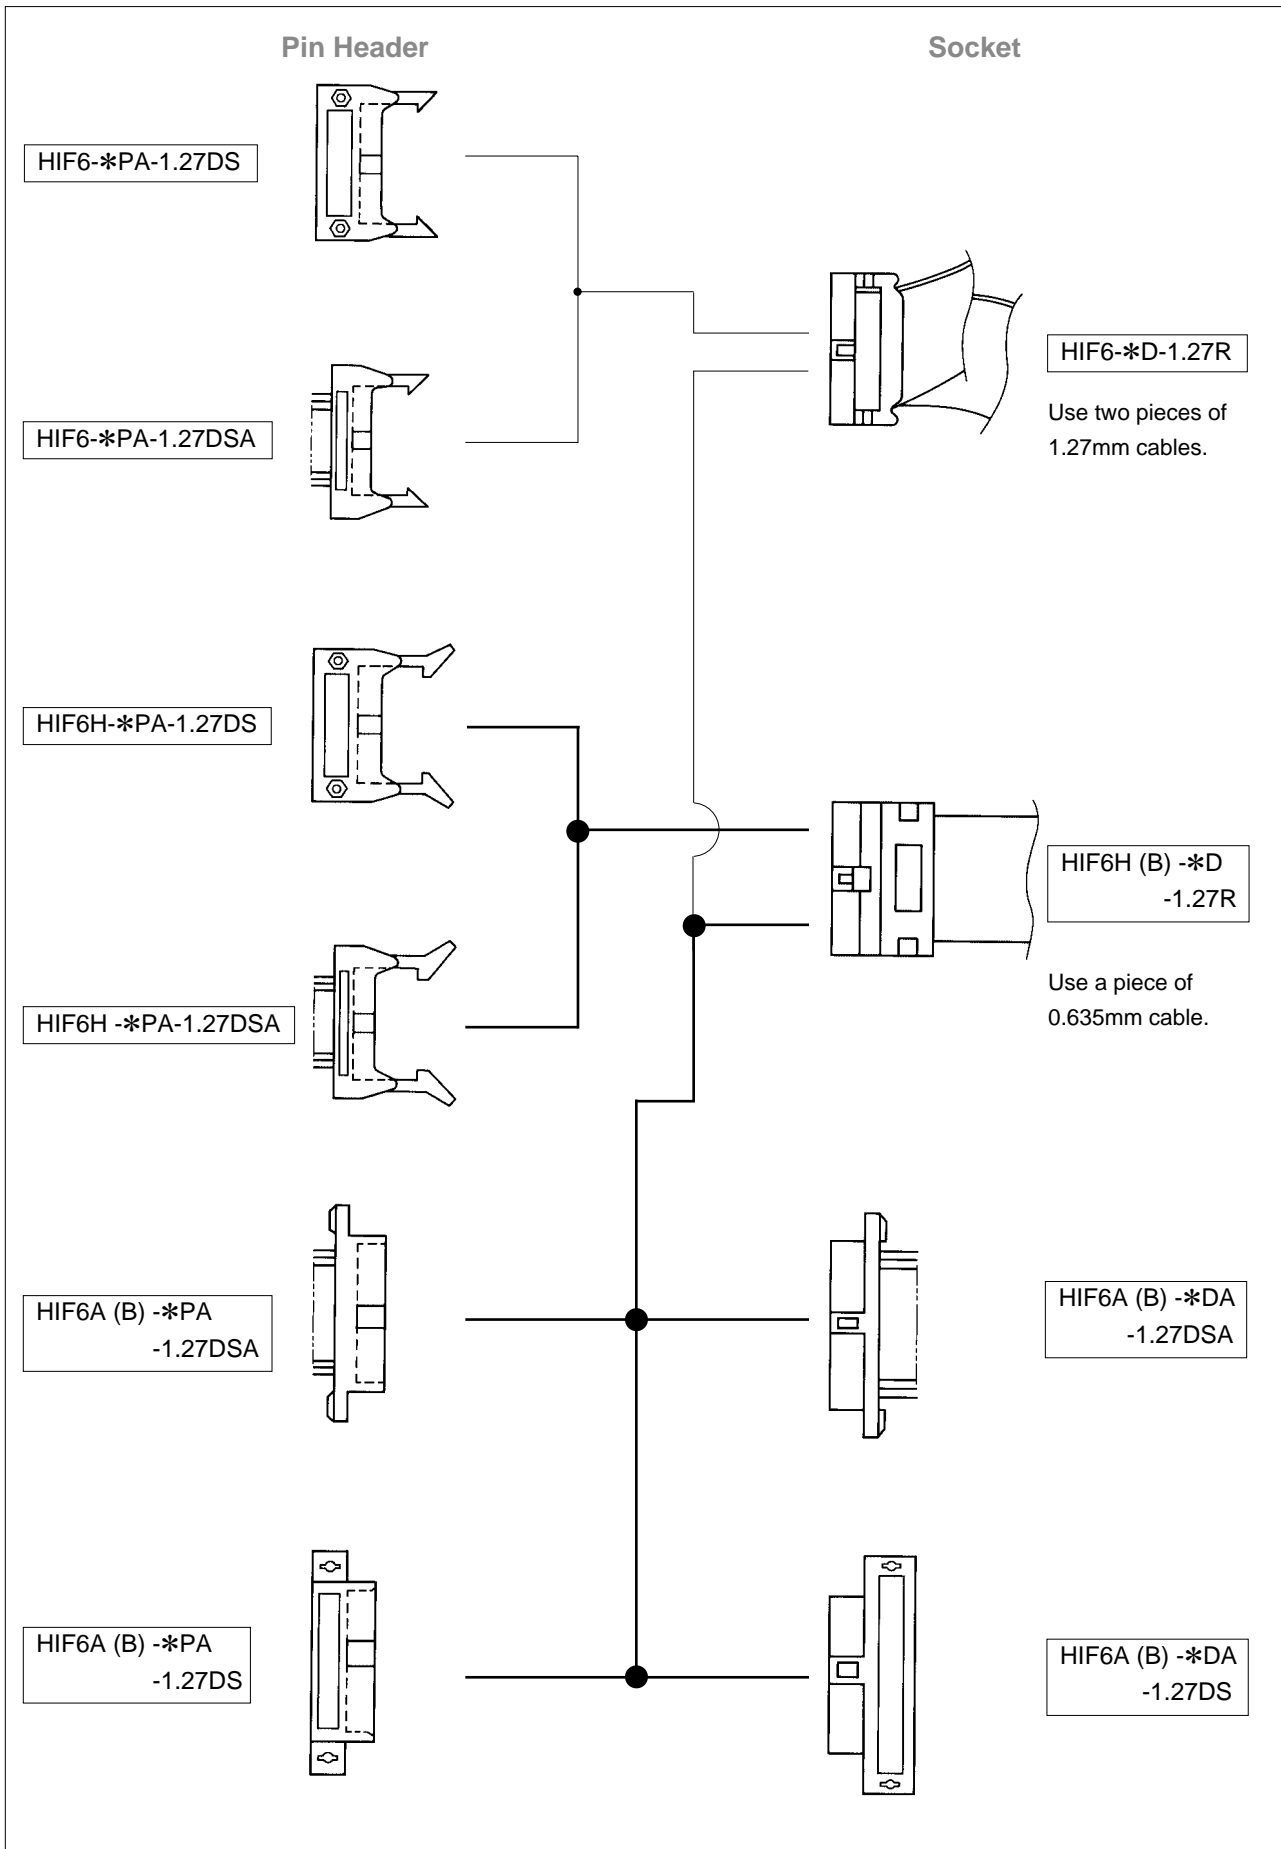 Pin Header
Socket
HIF6-✻PA-1.27DS
HIF6-✻D-1.27R
Use two pieces of
1.27mm cables.
HIF6-✻PA-1.27DSA
HIF6H-✻PA-1.27DS
HIF6H (B) -✻D
-1.27R
Use a piece of
0.635mm cable.
HIF6H -✻PA-1.27DSA
HIF6A (B) -✻PA
-1.27DSA
HIF6A (B) -✻DA
-1.27DSA
HIF6A (B) -✻PA
-1.27DS
HIF6A (B) -✻DA
-1.27DS